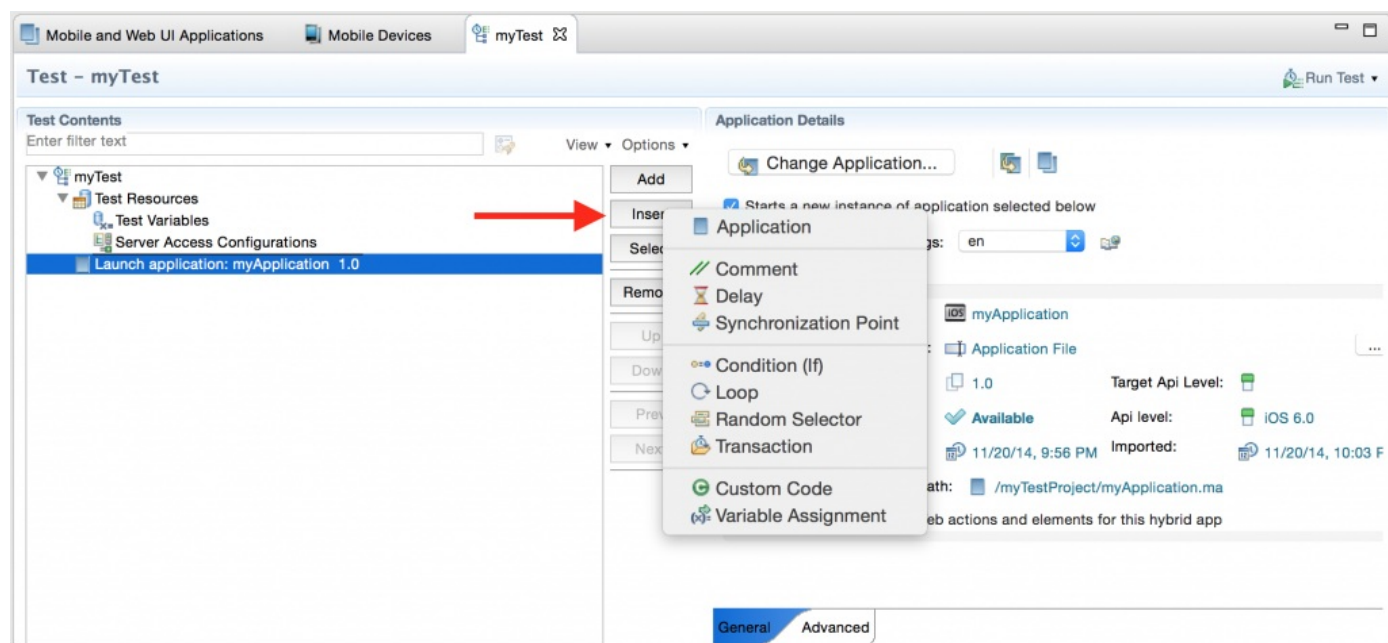 Mobile and Web UI Applications Mobile Devices myTest
Test - myTest Run Test
Test Contents
Enter filter text View Options
myTest
Test Resources
Test Variables
Server Access Configurations
Launch application: myApplication 1.0
Add
Inser
Selec
Remo
Up
Dow
Prev
Nex
Application
Comment
Delay
Synchronization Point
Condition (If)
Loop
Random Selector
Transaction
Custom Code
Variable Assignment
Application Details
Change Application...
Starts a new instance of application selected below
gs: en
iOS myApplication
: Application File ...
1.0 Target Api Level:
Available Api level: iOS 6.0
11/20/14, 9:56 PM Imported: 11/20/14, 10:03 P
ath: /myTestProject/myApplication.ma
eb actions and elements for this hybrid app
General Advanced